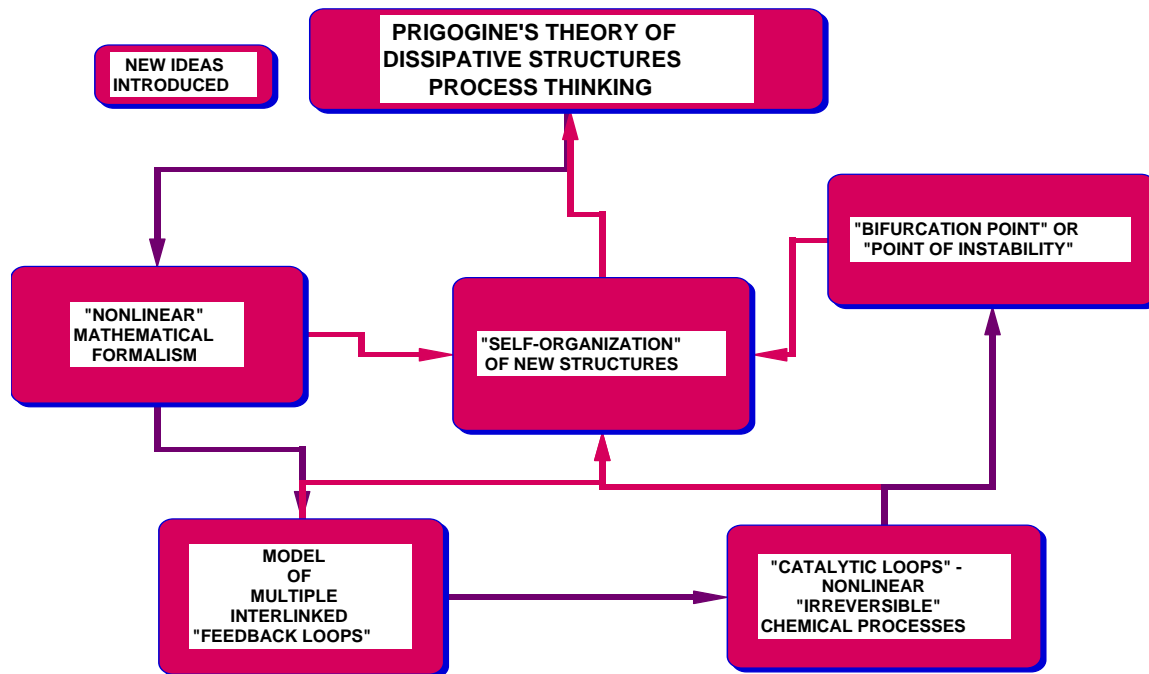 PRIGOGINE'S THEORY OF
DISSIPATIVE STRUCTURES
PROCESS THINKING
NEW IDEAS
INTRODUCED
"BIFURCATION POINT" OR
"POINT OF INSTABILITY"
"NONLINEAR"
MATHEMATICAL
FORMALISM
"SELF-ORGANIZATION"
OF NEW STRUCTURES
MODEL
OF
MULTIPLE
INTERLINKED
"FEEDBACK LOOPS"
"CATALYTIC LOOPS" -
NONLINEAR
"IRREVERSIBLE"
CHEMICAL PROCESSES